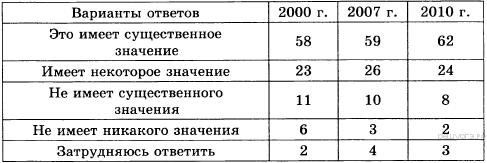 Варианты ответов 2000 г. 2007 г. 2010 г.
Это имеет существенное
значение 58 59 62
Имеет некоторое значение 23 26 24
Не имеет существенного
значения 11 10 8
Не имеет никакого значения 6 3 2
Затрудняюсь ответить 2 4 3